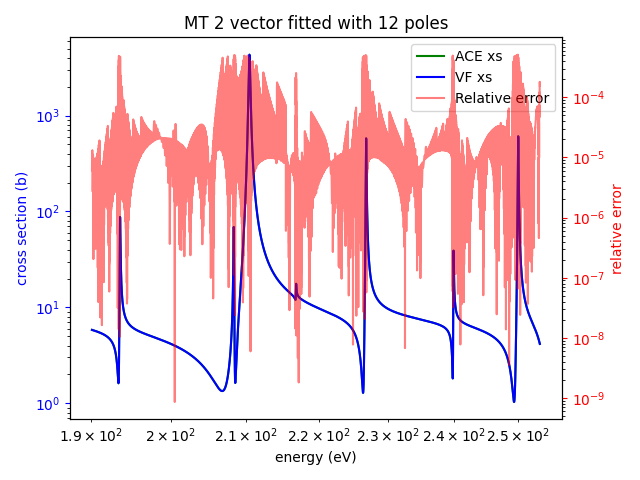 MT 2 vector fitted with 12 poles
ACE xs
VF xs
Relative error
cross section (b)
10³
10²
10¹
10⁰
10⁻⁴
10⁻⁵
10⁻⁶
10⁻⁷
10⁻⁸
10⁻⁹
relative error
1.9 × 10² 2 × 10² 2.1 × 10² 2.2 × 10² 2.3 × 10² 2.4 × 10² 2.5 × 10²
energy (eV)